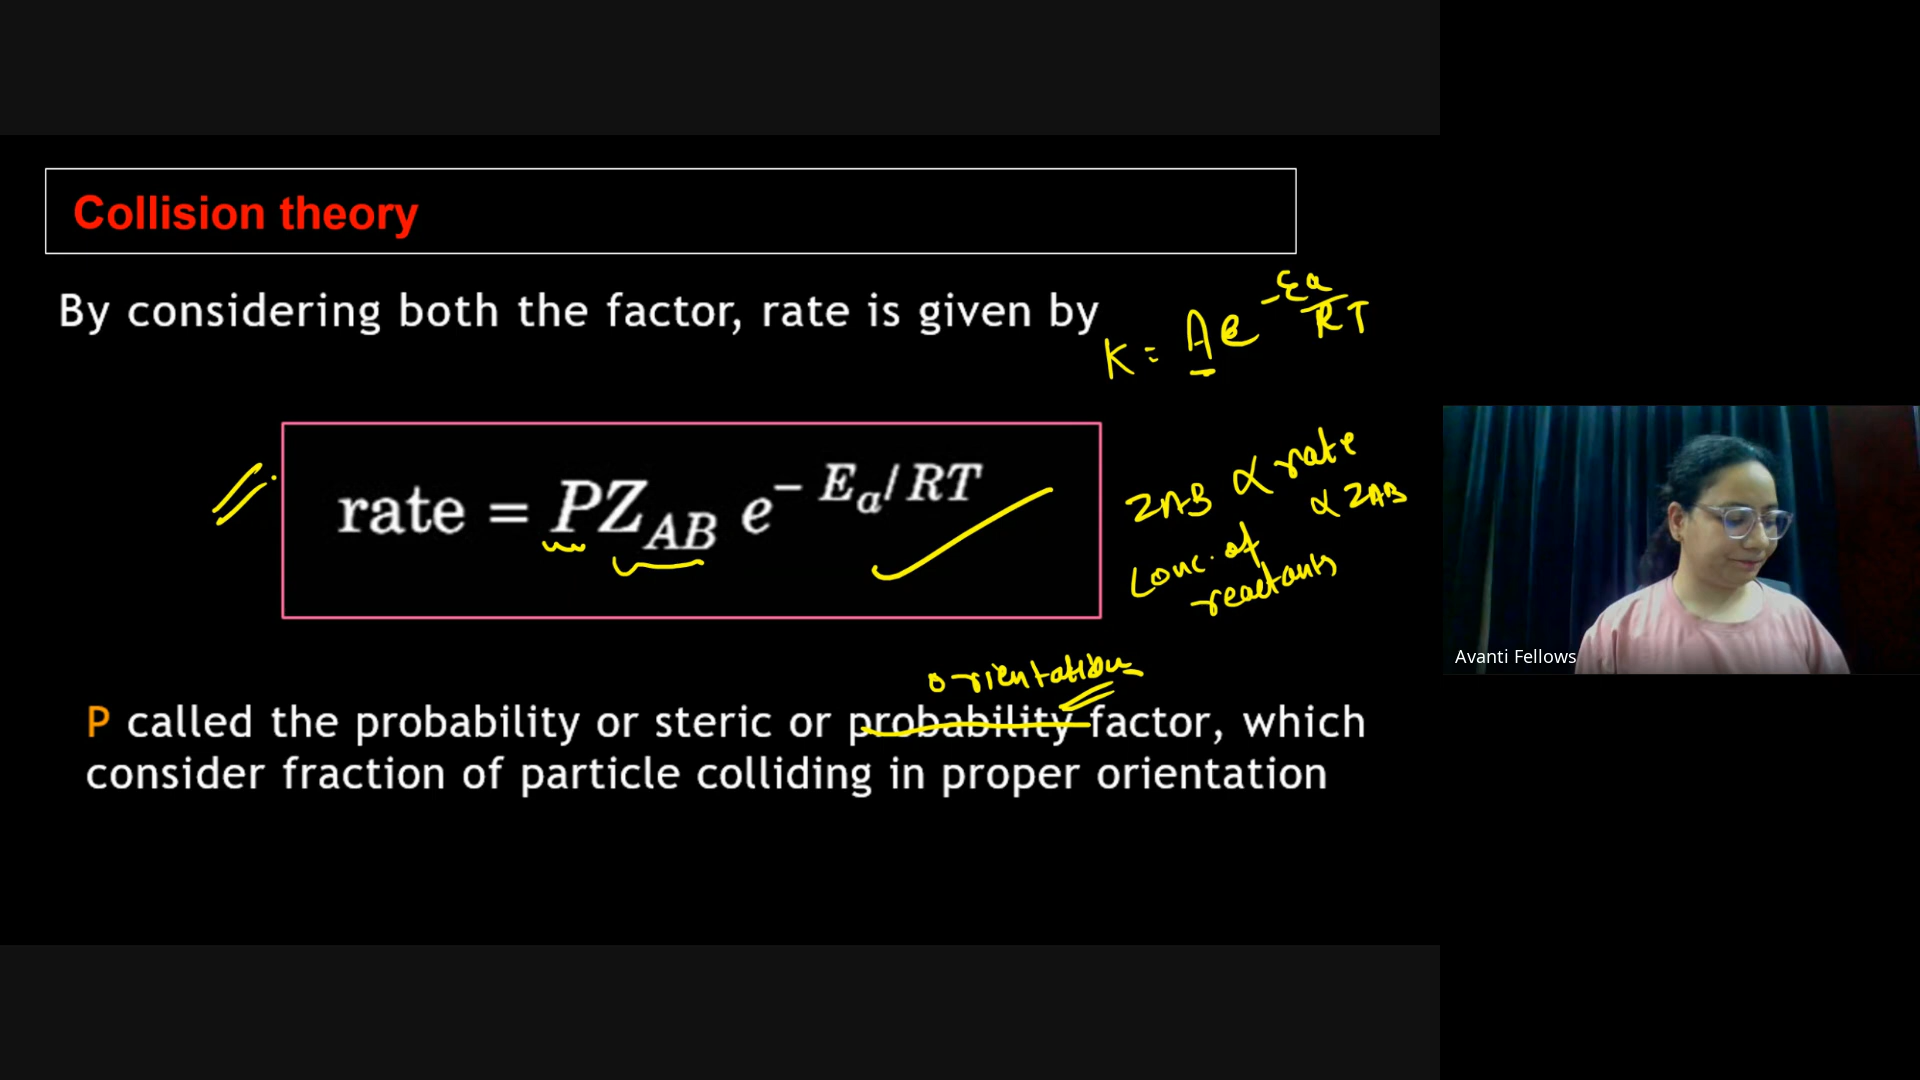 Collision theory
By considering both the factor, rate is given by
K = A e^-Ea/RT
rate = PZ_AB e^- E_a/RT
ZAB ∝ rate
∝ ZAB
Conc. of
reactants
orientation
P called the probability or steric or probability factor, which
consider fraction of particle colliding in proper orientation
Avanti Fellows